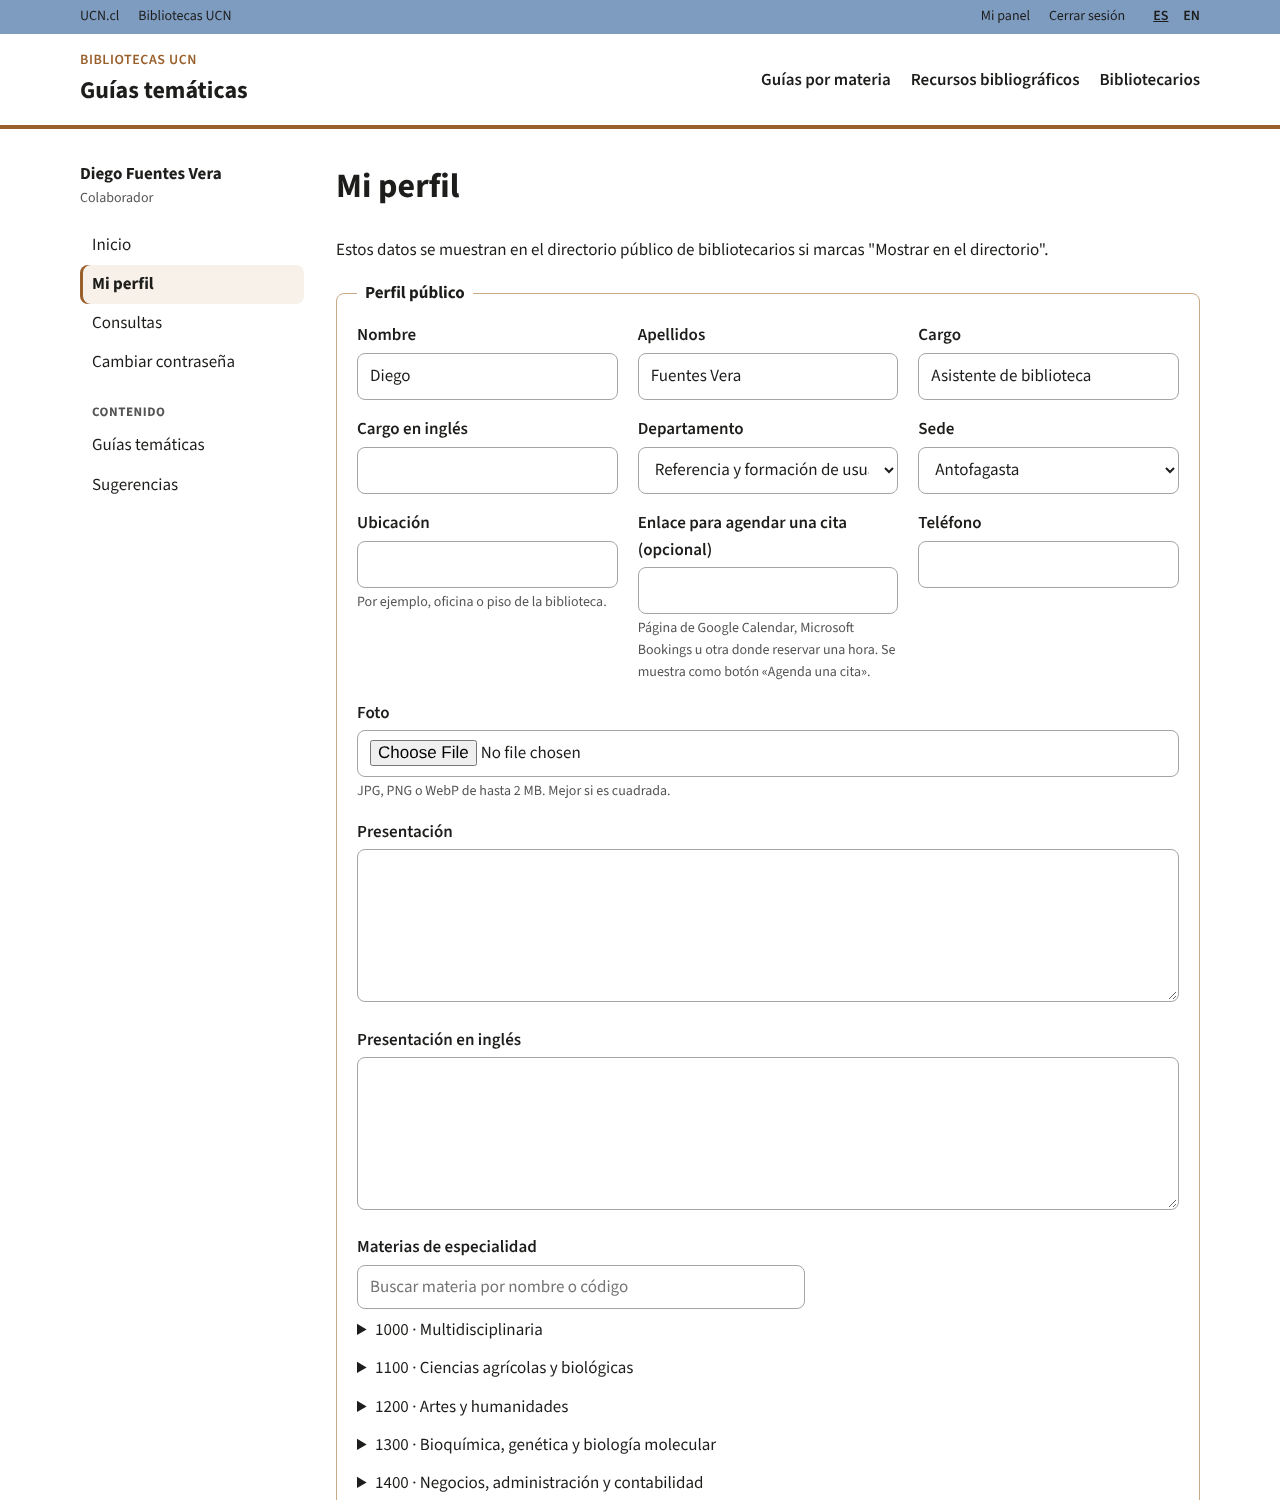 UCN.cl Bibliotecas UCN Mi panel Cerrar sesión ES EN
BIBLIOTECAS UCN
Guías temáticas
Guías por materia Recursos bibliográficos Bibliotecarios
Diego Fuentes Vera
Colaborador
Inicio
Mi perfil
Consultas
Cambiar contraseña
CONTENIDO
Guías temáticas
Sugerencias
Mi perfil
Estos datos se muestran en el directorio público de bibliotecarios si marcas "Mostrar en el directorio".
Perfil público
Nombre Apellidos Cargo
Diego Fuentes Vera Asistente de biblioteca
Cargo en inglés Departamento Sede
Referencia y formación de usu Antofagasta
Ubicación
Por ejemplo, oficina o piso de la biblioteca.
Enlace para agendar una cita
(opcional)
Página de Google Calendar, Microsoft
Bookings u otra donde reservar una hora. Se
muestra como botón «Agenda una cita».
Teléfono
Foto
Choose File No file chosen
JPG, PNG o WebP de hasta 2 MB. Mejor si es cuadrada.
Presentación
Presentación en inglés
Materias de especialidad
Buscar materia por nombre o código
1000 · Multidisciplinaria
1100 · Ciencias agrícolas y biológicas
1200 · Artes y humanidades
1300 · Bioquímica, genética y biología molecular
1400 · Negocios, administración y contabilidad